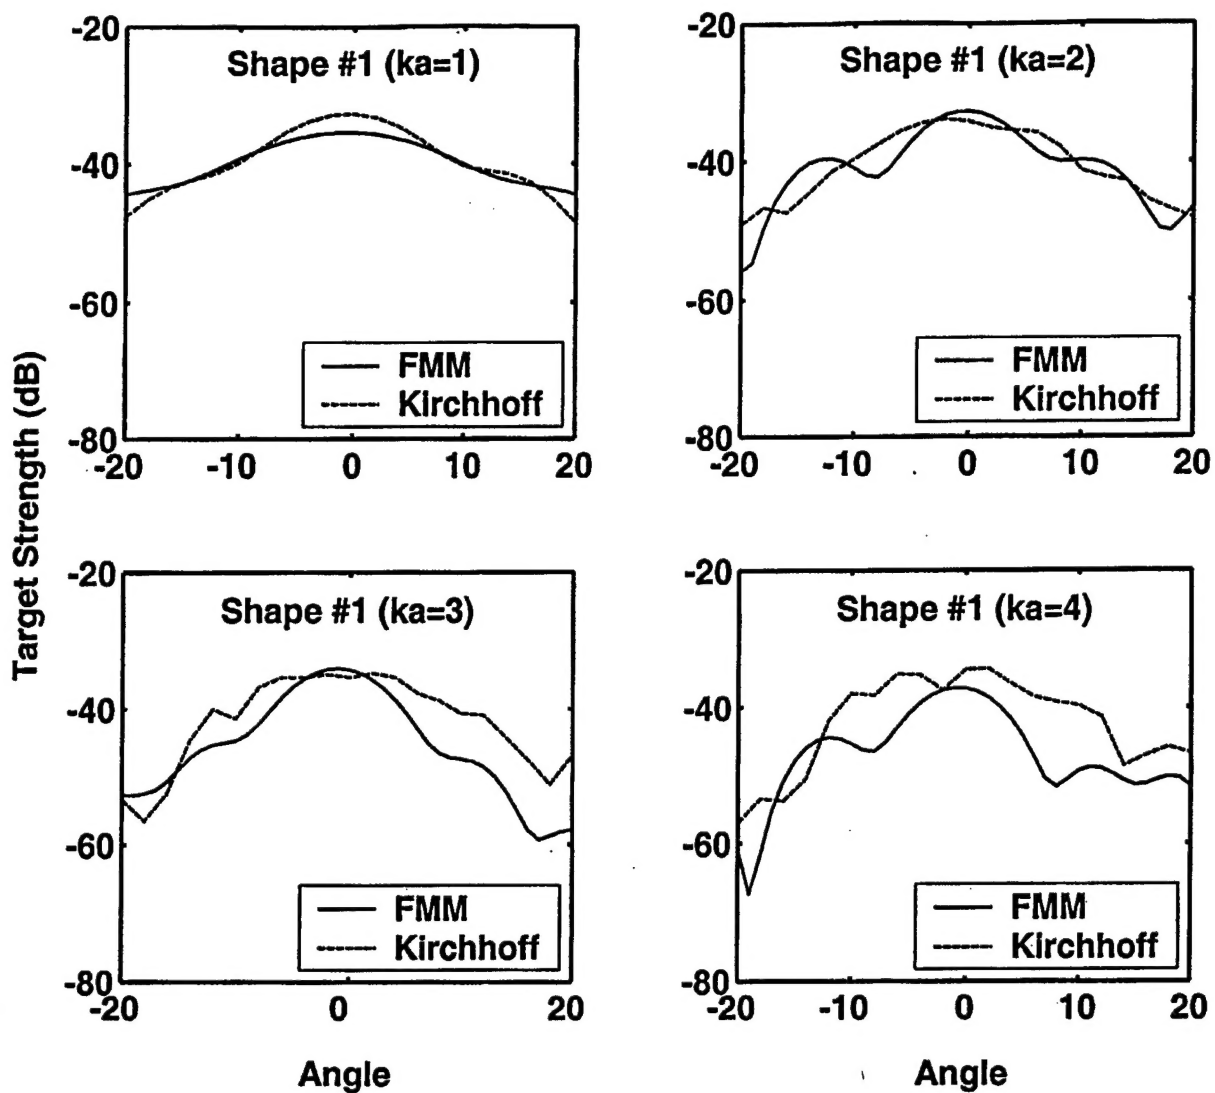 Target Strength (dB)
Shape #1 (ka=1)
-20
-40
-60
-80
-20 -10 0 10 20
FMM
Kirchhoff
Shape #1 (ka=2)
-20
-40
-60
-80
-20 -10 0 10 20
FMM
Kirchhoff
Shape #1 (ka=3)
-20
-40
-60
-80
-20 0 20
FMM
Kirchhoff
Angle
Shape #1 (ka=4)
-20
-40
-60
-80
-20 -10 0 10 20
FMM
Kirchhoff
Angle